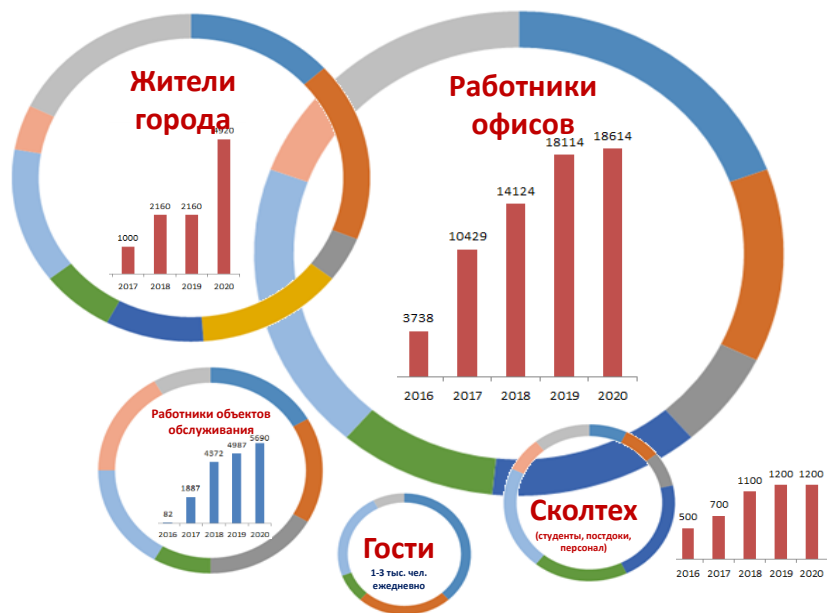 Жители
города
4920
2160
2160
1000
2017
2018
2019
2020
Работники
офисов
18114
18614
14124
10429
3738
2016
2017
2018
2019
2020
Работники объектов
обслуживания
5690
4987
4372
1887
82
2016 2017 2018 2019 2020
Гости
1-3 тыс. чел.
ежедневно
Сколтех
(студенты, постдоки,
персонал)
1200
1200
1100
700
500
2016
2017
2018
2019
2020